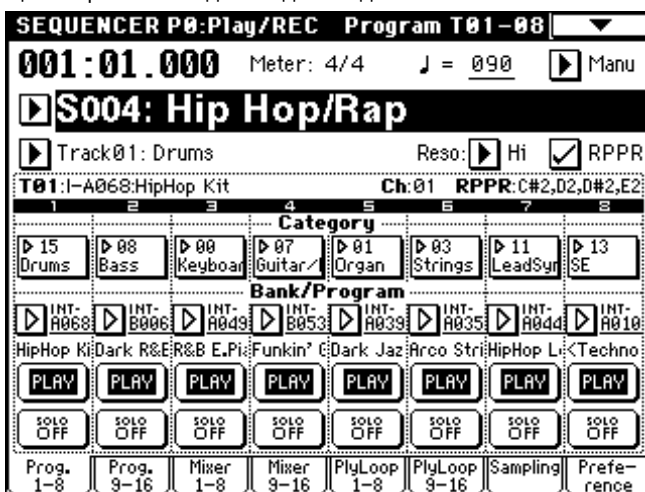 SEQUENCER P0:Play/REC Program T01-08
001:01.000 Meter: 4/4 ♩ = 090 Manu
S004: Hip Hop/Rap
Track01: Drums Reso: Hi RPPR
T01:I-A068:HipHop Kit Ch:01 RPPR:C#2,D2,D#2,E2
1 2 3 4 5 6 7 8
Category
15 08 00 07 01 03 11 13
Drums Bass Keyboar Guitar/ Organ Strings LeadSyn SE
Bank/Program
INT- INT- INT- INT- INT- INT- INT- INT-
A068 B006 A049 B053 A039 A035 A044 A010
HipHop Ki Dark R&B R&B E.Pi Funkin' Dark Jaz Arco Stri HipHop L <Techno
PLAY PLAY PLAY PLAY PLAY PLAY PLAY PLAY
SOLO SOLO SOLO SOLO SOLO SOLO SOLO SOLO
OFF OFF OFF OFF OFF OFF OFF OFF
Prog. Prog. Mixer Mixer PlyLoop PlyLoop Sampling Prefe-
1-8 9-16 1-8 9-16 1-8 9-16 rence